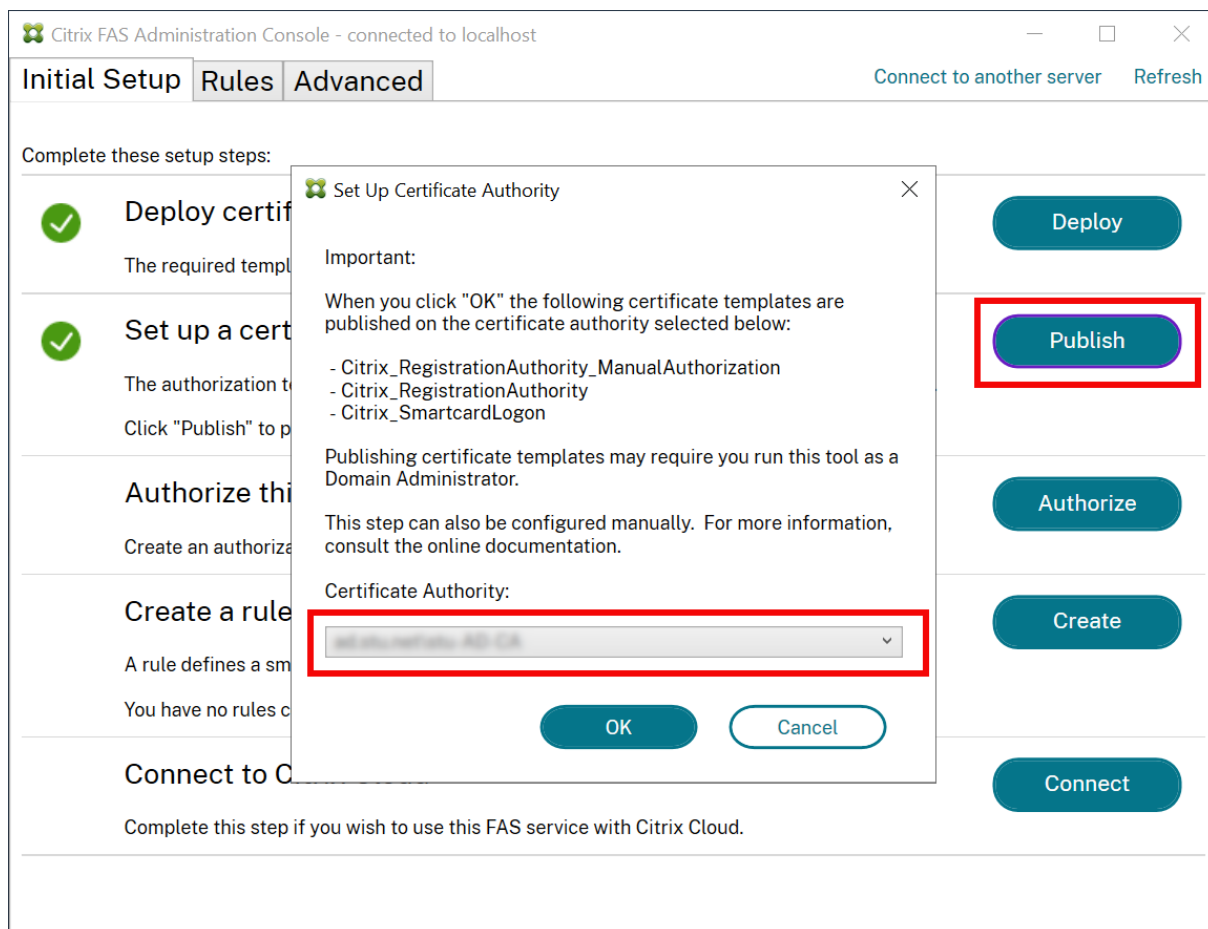 Citrix FAS Administration Console - connected to localhost
Initial Setup Rules Advanced Connect to another server Refresh
Complete these setup steps:
Deploy certif
Deploy
The required templ
Set up a cert
Publish
The authorization t
Click "Publish" to p
Authorize thi
Authorize
Create an authoriza
Create a rule
Create
A rule defines a sm
You have no rules c
Connect to C
Connect
Complete this step if you wish to use this FAS service with Citrix Cloud.
Set Up Certificate Authority
Important:
When you click "OK" the following certificate templates are
published on the certificate authority selected below:
- Citrix_RegistrationAuthority_ManualAuthorization
- Citrix_RegistrationAuthority
- Citrix_SmartcardLogon
Publishing certificate templates may require you run this tool as a
Domain Administrator.
This step can also be configured manually. For more information,
consult the online documentation.
Certificate Authority:
OK Cancel